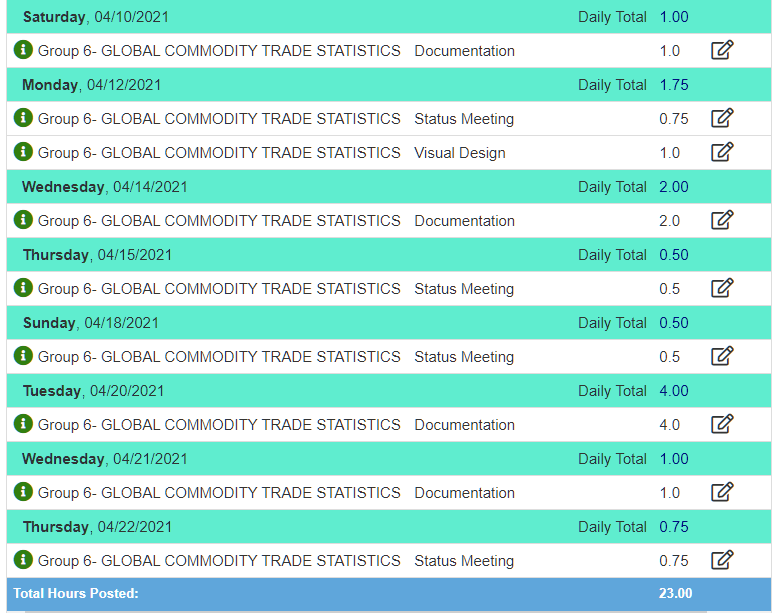 Saturday, 04/10/2021 Daily Total 1.00
Group 6- GLOBAL COMMODITY TRADE STATISTICS Documentation 1.0
Monday, 04/12/2021 Daily Total 1.75
Group 6- GLOBAL COMMODITY TRADE STATISTICS Status Meeting 0.75
Group 6- GLOBAL COMMODITY TRADE STATISTICS Visual Design 1.0
Wednesday, 04/14/2021 Daily Total 2.00
Group 6- GLOBAL COMMODITY TRADE STATISTICS Documentation 2.0
Thursday, 04/15/2021 Daily Total 0.50
Group 6- GLOBAL COMMODITY TRADE STATISTICS Status Meeting 0.5
Sunday, 04/18/2021 Daily Total 0.50
Group 6- GLOBAL COMMODITY TRADE STATISTICS Status Meeting 0.5
Tuesday, 04/20/2021 Daily Total 4.00
Group 6- GLOBAL COMMODITY TRADE STATISTICS Documentation 4.0
Wednesday, 04/21/2021 Daily Total 1.00
Group 6- GLOBAL COMMODITY TRADE STATISTICS Documentation 1.0
Thursday, 04/22/2021 Daily Total 0.75
Group 6- GLOBAL COMMODITY TRADE STATISTICS Status Meeting 0.75
Total Hours Posted: 23.00